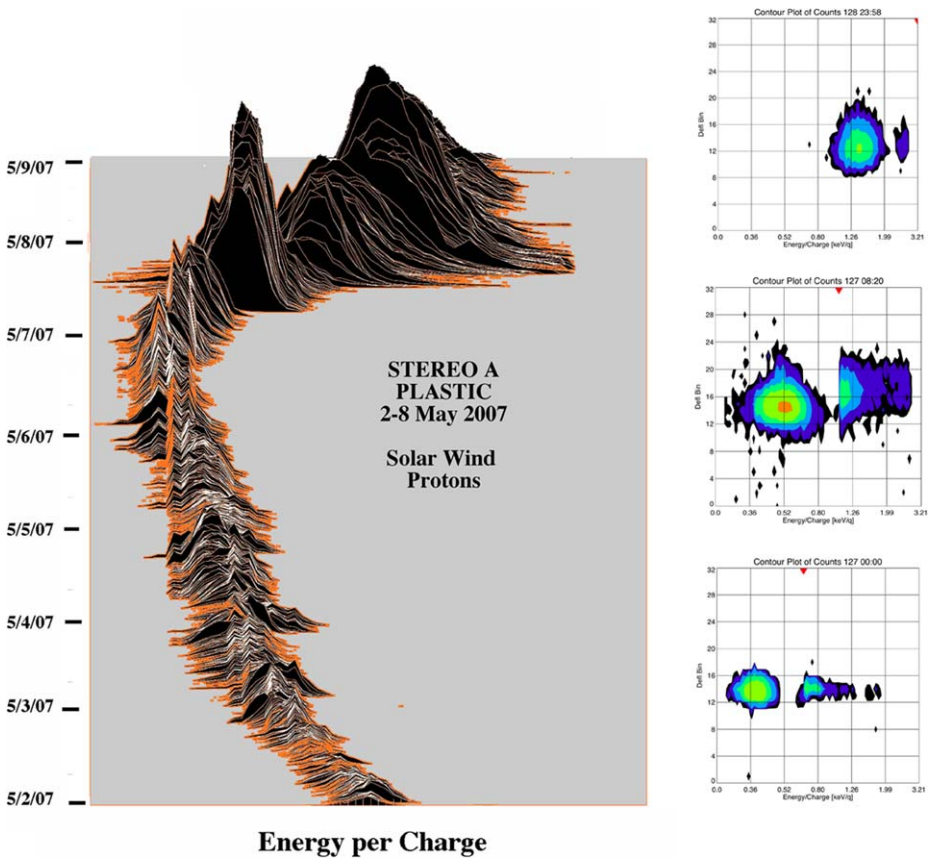 5/9/07
5/8/07
5/7/07
5/6/07
5/5/07
5/4/07
5/3/07
5/2/07
STEREO A
PLASTIC
2-8 May 2007
Solar Wind
Protons
Energy per Charge
Contour Plot of Counts 128 23:58
32
28
24
20
16
12
8
4
Defl Bin
0.0 0.36 0.52 0.80 1.26 1.99 3.21
Energy/Charge [keV/q]
Contour Plot of Counts 127 08:20
32
28
24
20
16
12
8
4
0
Defl Bin
0.0 0.36 0.52 0.80 1.26 1.99 3.21
Energy/Charge [keV/q]
Contour Plot of Counts 127 00:00
32
28
24
20
16
12
8
4
0
Defl Bin
0.0 0.36 0.52 0.80 1.26 1.99 3.21
Energy/Charge [keV/q]